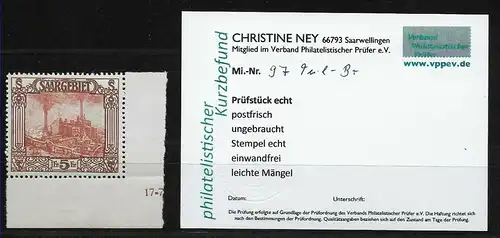 SAARGEBIET
5
17-7
philatelistischer
Kurzbefund
CHRISTINE NEY 66793 Saarwellingen
Mitglied im Verband Philatelistischer Prüfer e.V.
Verband
Philatelistischer
Prüfer
www.vppev.de
Mi.-Nr. 97
Prüfstück echt
postfrisch
ungebraucht
Stempel echt
einwandfrei
leichte Mängel
Datum:
Unterschrift:
Die Prüfung erfolgte auf Grundlage der Prüfordnung des Verbands Philatelistischer Prüfer e.V. Die Haftung richtet sich
nach den Bestimmungen der Prüfordnung. Qualitätsangaben beziehen sich auf den Zustand am Tage der Prüfung.